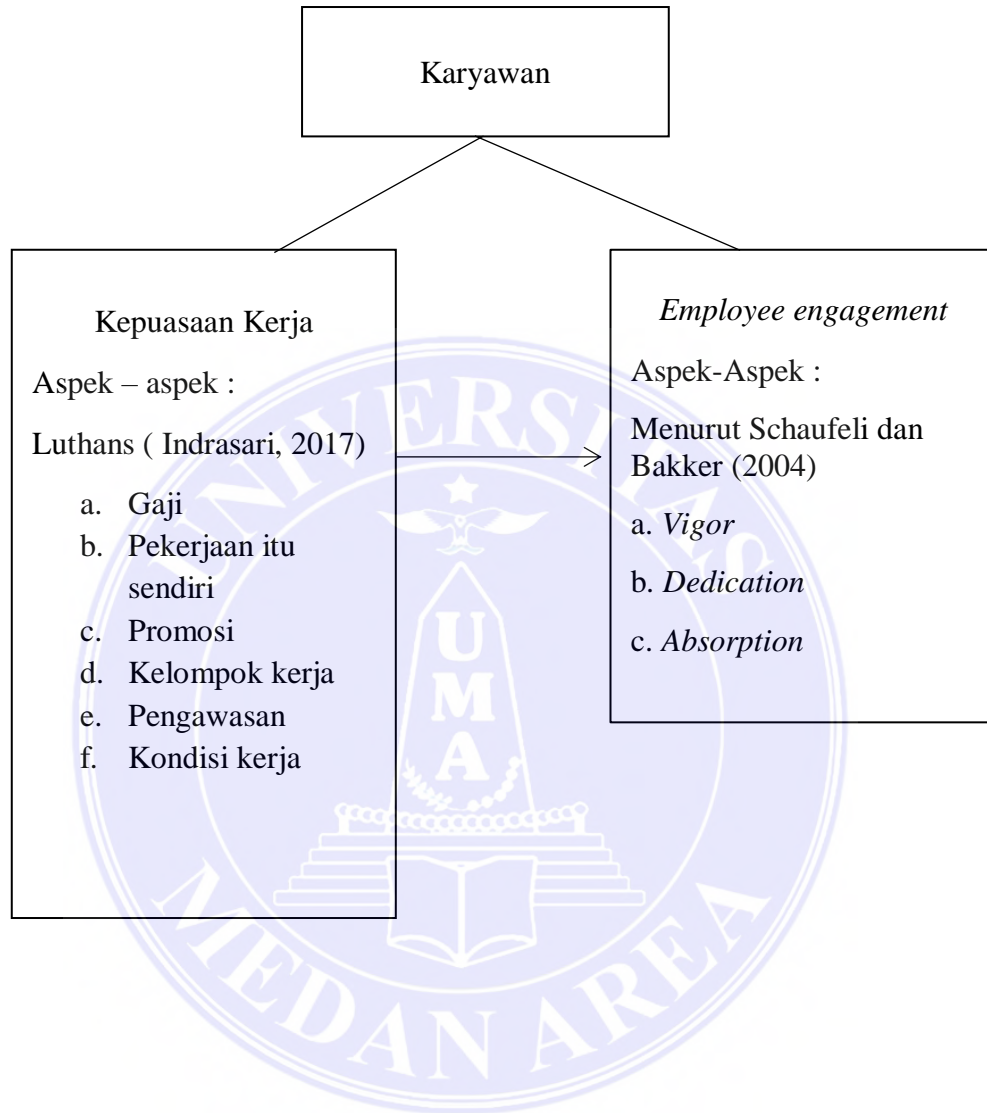 Karyawan
Kepuasaan Kerja
Aspek – aspek :
Luthans ( Indrasari, 2017)
a. Gaji
b. Pekerjaan itu
sendiri
c. Promosi
d. Kelompok kerja
e. Pengawasan
f. Kondisi kerja
Employee engagement
Aspek-Aspek :
Menurut Schaufeli dan
Bakker (2004)
a. Vigor
b. Dedication
c. Absorption
UNIVERSITAS
MEDAN AREA
U
M
A